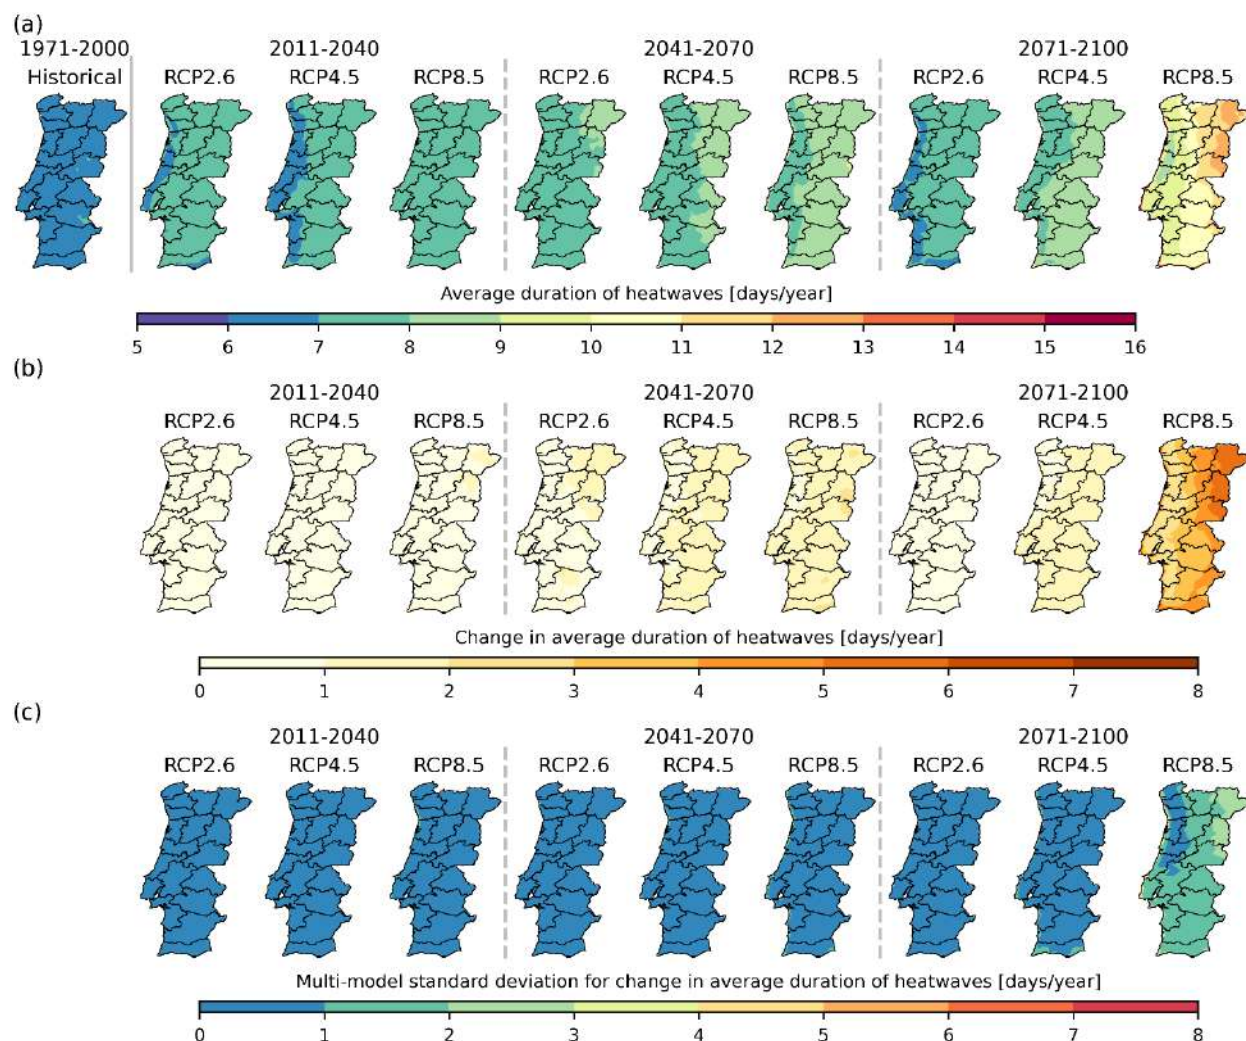 (a)
1971-2000 2011-2040 2041-2070 2071-2100
Historical RCP2.6 RCP4.5 RCP8.5 RCP2.6 RCP4.5 RCP8.5 RCP2.6 RCP4.5 RCP8.5
Average duration of heatwaves [days/year]
5 6 7 8 9 10 11 12 13 14 15 16
(b)
2011-2040 2041-2070 2071-2100
RCP2.6 RCP4.5 RCP8.5 RCP2.6 RCP4.5 RCP8.5 RCP2.6 RCP4.5 RCP8.5
Change in average duration of heatwaves [days/year]
0 1 2 3 4 5 6 7 8
(c)
2011-2040 2041-2070 2071-2100
RCP2.6 RCP4.5 RCP8.5 RCP2.6 RCP4.5 RCP8.5 RCP2.6 RCP4.5 RCP8.5
Multi-model standard deviation for change in average duration of heatwaves [days/year]
0 1 2 3 4 5 6 7 8